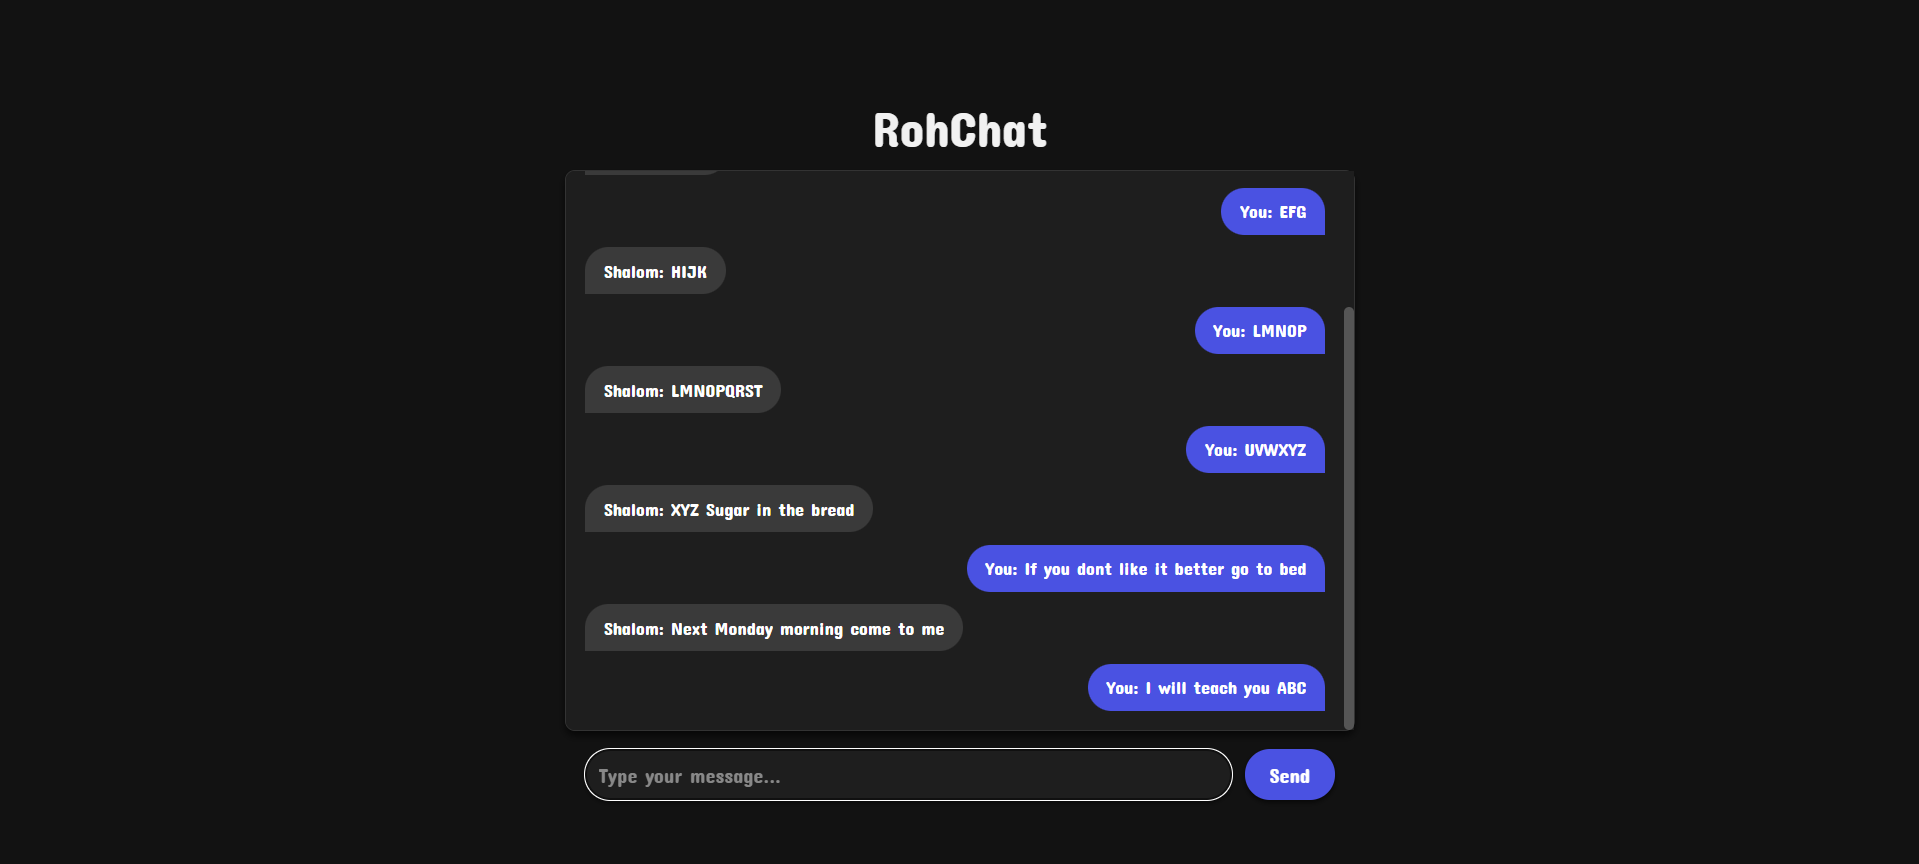 RohChat
You: EFG
Shalom: HIJK
You: LMNOP
Shalom: LMNOPQRST
You: UVWXYZ
Shalom: XYZ Sugar in the bread
You: If you dont like it better go to bed
Shalom: Next Monday morning come to me
You: I will teach you ABC
Type your message...
Send